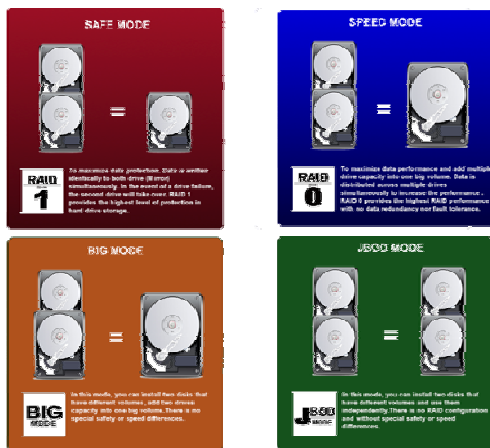 SAFE MODE
RAID
1
To maximize data protection. Data is written
identically to both drive (Mirror)
simultaneously. In the event of a drive failure,
the second drive will take over. RAID 1
provides the highest level of protection in
hard drive storage.
SPEED MODE
RAID
0
To maximize data performance and add multiple
drive capacity into one big volume. Data is
distributed across multiple drives
simultaneously to increase the performance.
RAID 0 provides the highest RAID performance
with no data redundancy nor fault tolerance.
BIG MODE
BIG
MODE
In this mode, you can install two disks that
have different volumes, add two drives
capacity into one big volume. There is no
special safety or speed differences.
JBOD MODE
JBOD
MODE
In this mode, you can install two disks that
have different volumes and use them
independently. There is no RAID configuration
and without special safety or speed
differences.